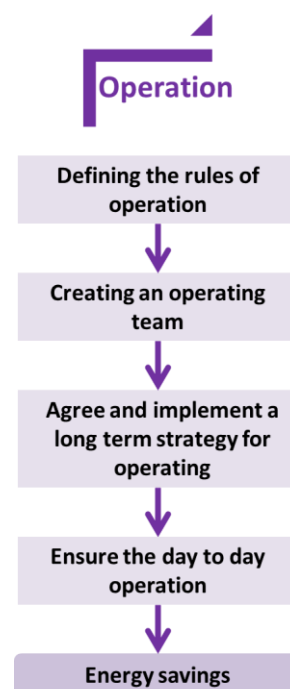 Operation
Defining the rules of
operation
Creating an operating
team
Agree and implement a
long term strategy for
operating
Ensure the day to day
operation
Energy savings